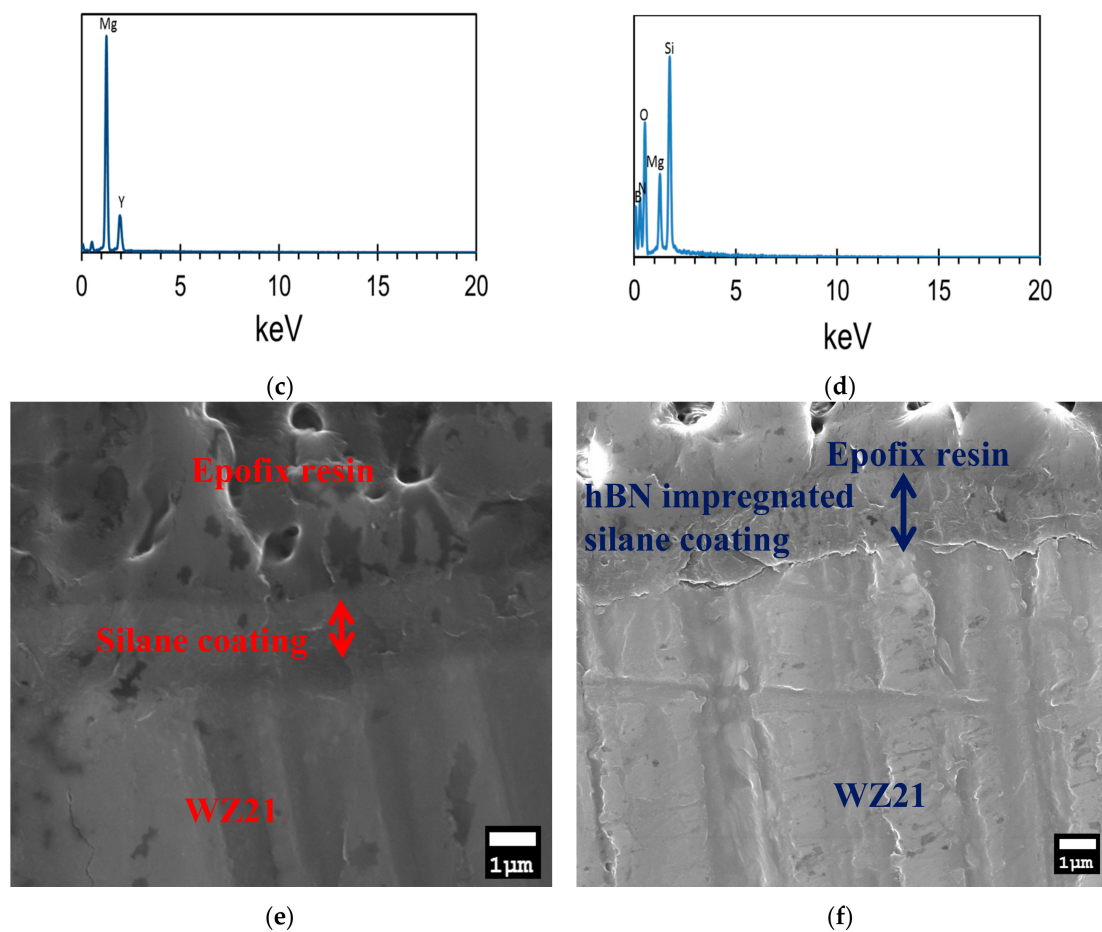 Mg
Y
0 5 10 15 20
keV
(c)
Si
O
Mg
N
B
0 5 10 15 20
keV
(d)
Epofix resin
Silane coating
WZ21
1μm
(e)
Epofix resin
hBN impregnated
silane coating
WZ21
1μm
(f)